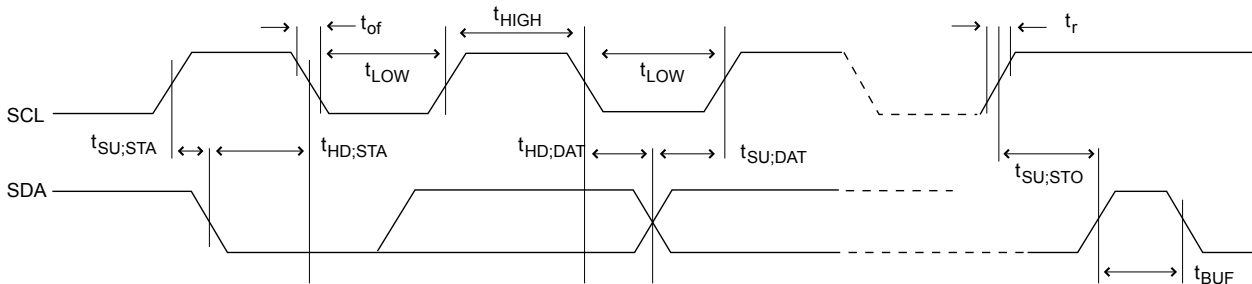 t_of
t_HIGH
t_r
t_LOW
t_LOW
SCL
t_SU;STA
t_HD;STA
t_HD;DAT
t_SU;DAT
t_SU;STO
SDA
t_BUF